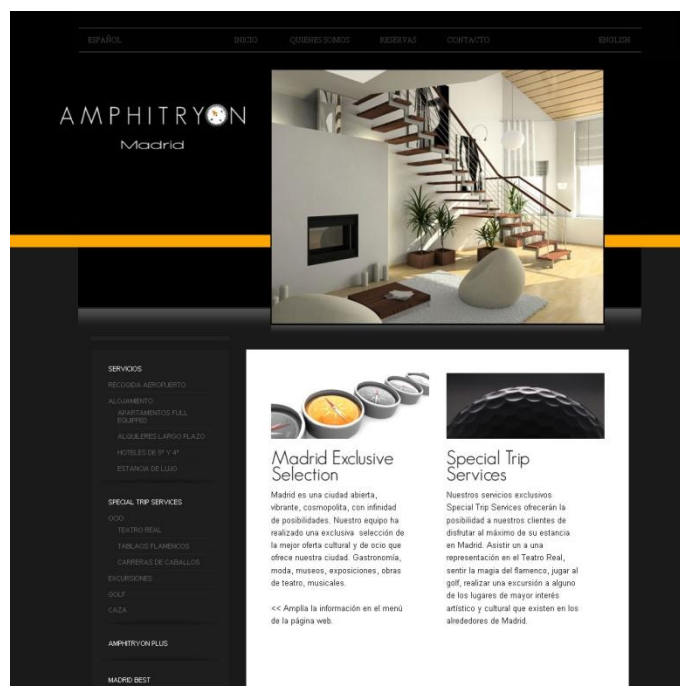 ESPAÑOL INICIO QUIENES SOMOS RESERVAS CONTACTO ENGLISH
AMPHITRYON
Madrid
SERVICIOS
RECOGIDA AEROPUERTO
ALOJAMIENTO
APARTAMENTOS FULL
EQUIPPED
ALQUILERES LARGO PLAZO
HOTELES DE 5* Y 4*
ESTANCIA DE LUJO
SPECIAL TRIP SERVICES
OCIO
TEATRO REAL
TABLAOS FLAMENCOS
CARRERAS DE CABALLOS
EXCURSIONES
GOLF
CAZA
AMPHITRYON PLUS
MADRID BEST
Madrid Exclusive
Selection
Madrid es una ciudad abierta,
vibrante, cosmopolita, con infinidad
de posibilidades. Nuestro equipo ha
realizado una exclusiva selección de
la mejor oferta cultural y de ocio que
ofrece nuestra ciudad. Gastronomía,
moda, museos, exposiciones, obras
de teatro, musicales.
<< Amplía la información en el menú
de la página web.
Special Trip
Services
Nuestros servicios exclusivos
Special Trip Services ofrecerán la
posibilidad a nuestros clientes de
disfrutar al máximo de su estancia
en Madrid. Asistir un a una
representación en el Teatro Real,
sentir la magia del flamenco, jugar al
golf, realizar una excursión a alguno
de los lugares de mayor interés
artístico y cultural que existen en los
alrededores de Madrid.